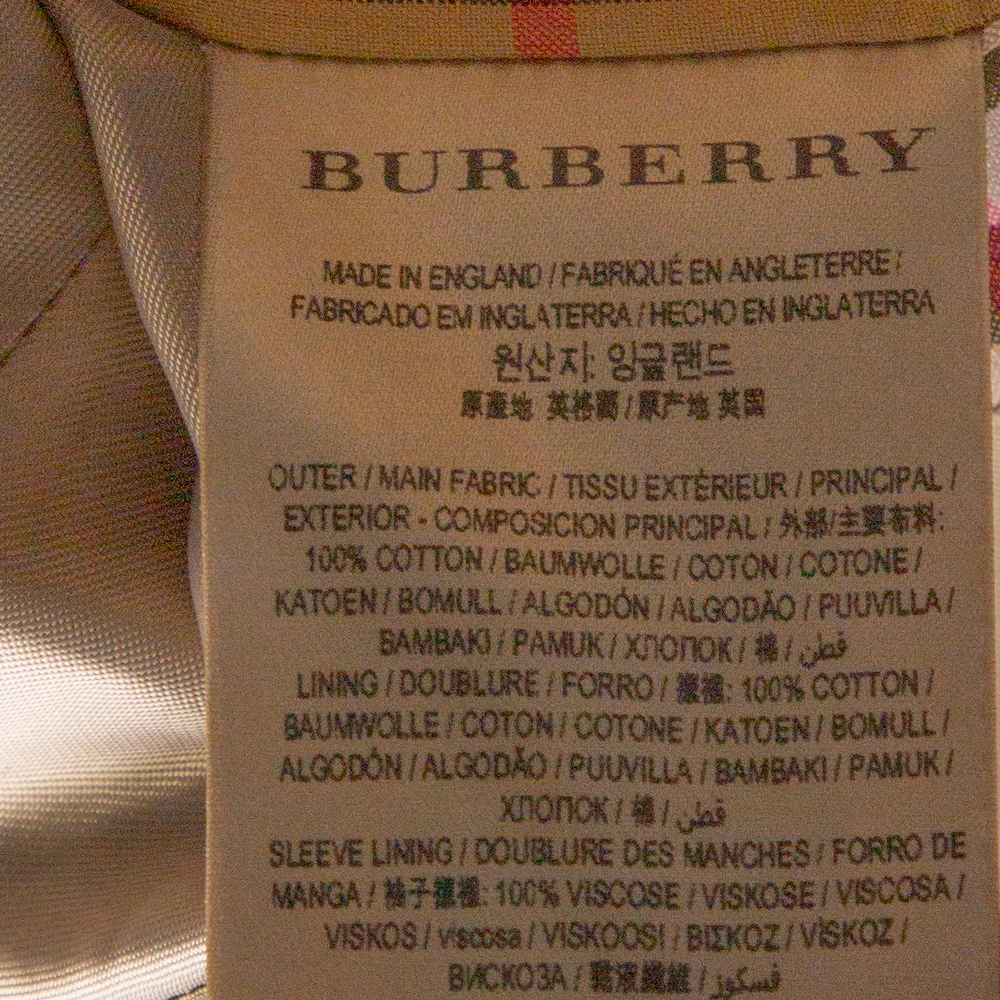 BURBERRY
MADE IN ENGLAND / FABRIQUÉ EN ANGLETERRE /
FABRICADO EM INGLATERRA / HECHO EN INGLATERRA
원산지: 잉글랜드
原產地 英格蘭 / 原产地 英国
OUTER / MAIN FABRIC / TISSU EXTÉRIEUR / PRINCIPAL /
EXTERIOR - COMPOSICION PRINCIPAL / 外部/主要布料:
100% COTTON / BAUMWOLLE / COTON / COTONE /
KATOEN / BOMULL / ALGODÓN / ALGODÃO / PUUVILLA /
BAMBAKI / PAMUK / ХЛОПОК / 棉 / قطن
LINING / DOUBLURE / FORRO / 襯裡: 100% COTTON /
BAUMWOLLE / COTON / COTONE / KATOEN / BOMULL /
ALGODÓN / ALGODÃO / PUUVILLA / BAMBAKI / PAMUK /
ХЛОПОК / 棉 / قطن
SLEEVE LINING / DOUBLURE DES MANCHES / FORRO DE
MANGA / 袖子襯裡: 100% VISCOSE / VISKOSE / VISCOSA /
VISKOS / viscosa / VISKOOSI / ΒΙΣΚΟΖ / VİSKOZ /
ВИСКОЗА / 黏液纖維 / فسكوز